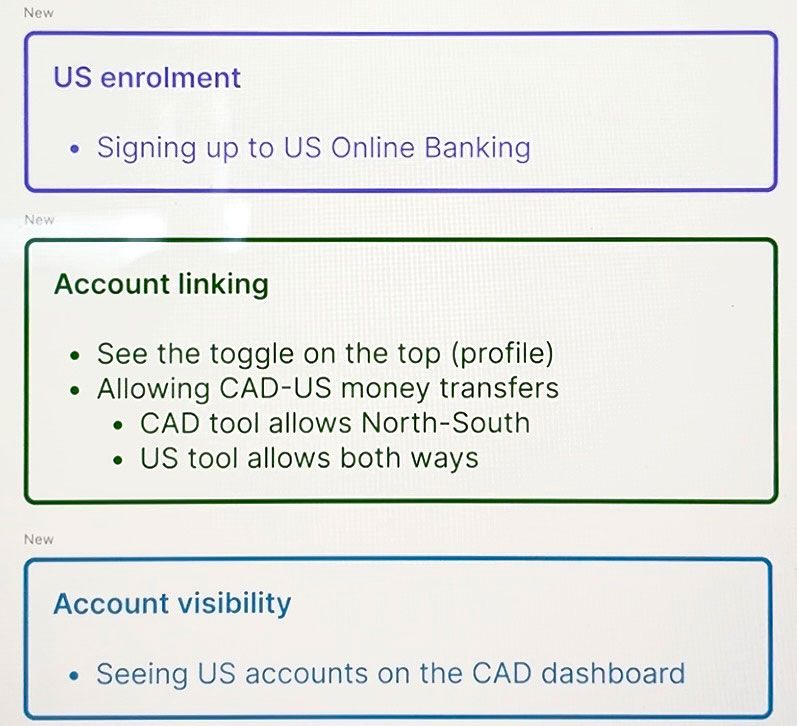 New
US enrolment
• Signing up to US Online Banking
New
Account linking
• See the toggle on the top (profile)
• Allowing CAD-US money transfers
• CAD tool allows North-South
• US tool allows both ways
New
Account visibility
• Seeing US accounts on the CAD dashboard